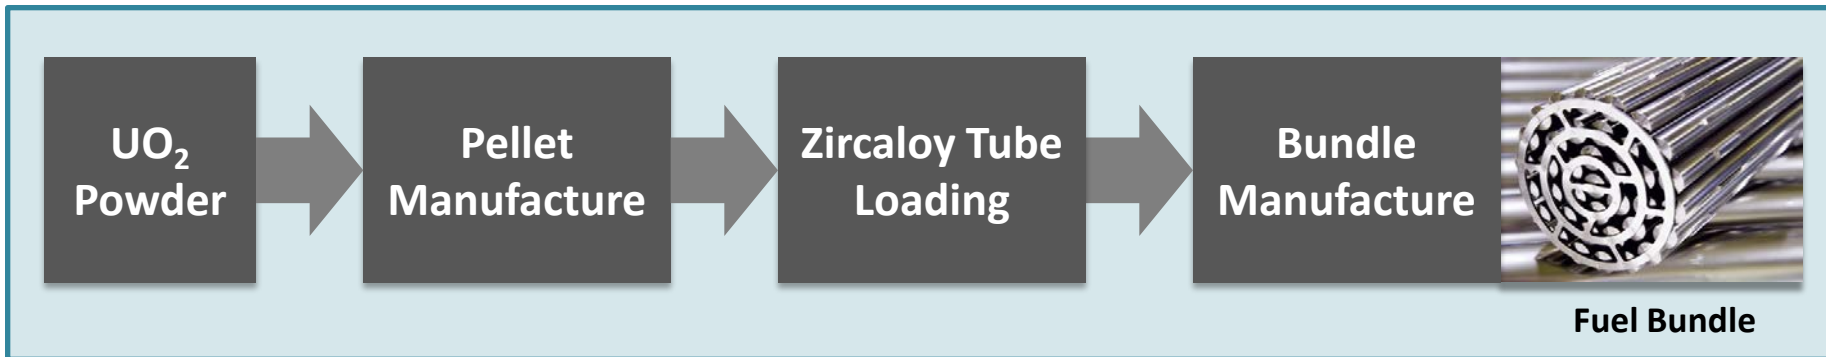 UO₂
Powder
Pellet
Manufacture
Zircaloy Tube
Loading
Bundle
Manufacture
Fuel Bundle